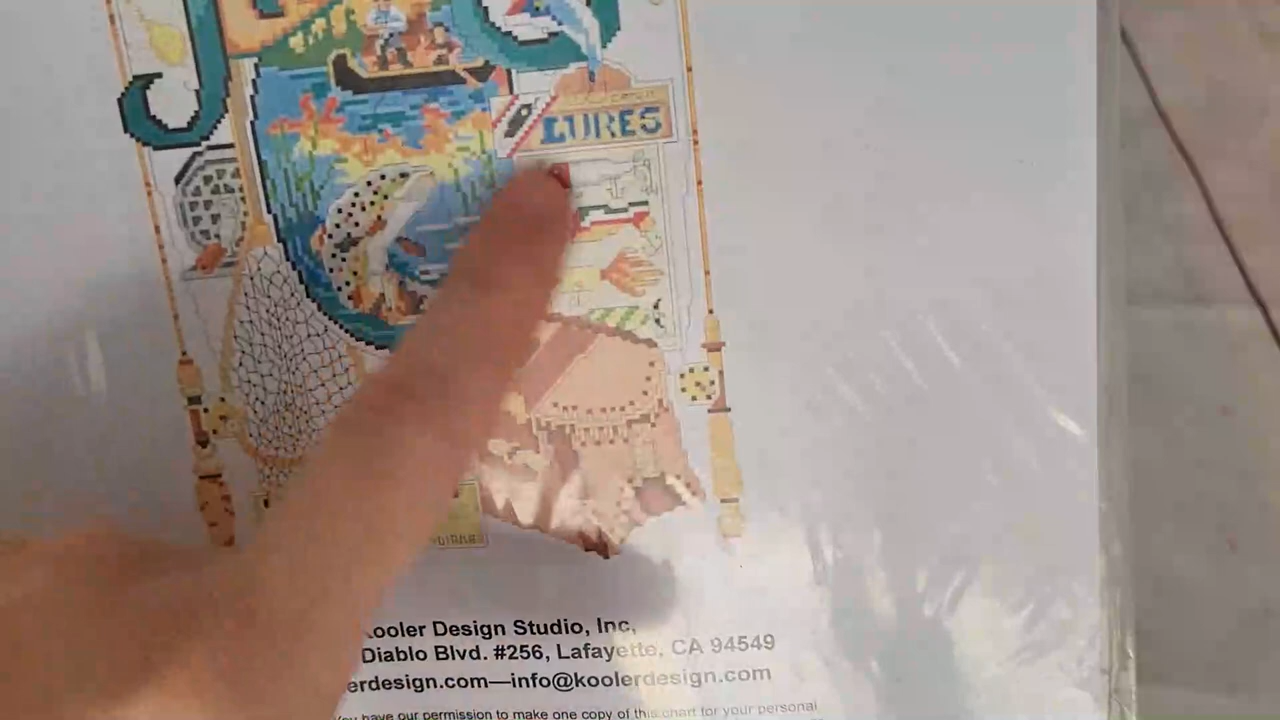 LURES
Kooler Design Studio, Inc,
Diablo Blvd. #256, Lafayette, CA 94549
erdesign.com—info@koolerdesign.com
You have our permission to make one copy of this chart for your personal